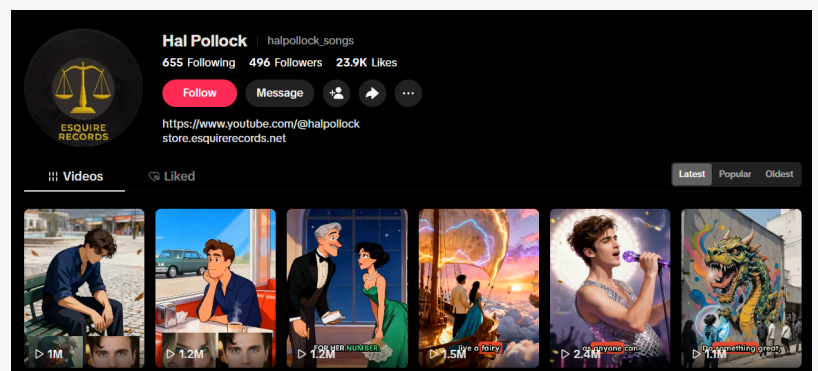 Hal Pollock halpollock_songs
655 Following 496 Followers 23.9K Likes
Follow Message ...
https://www.youtube.com/@halpollock
store.esquirerecords.net
ESQUIRE
RECORDS
Videos Liked
Latest Popular Oldest
1M
FOR HER NUMBER.
1.2M
1.2M
live a fairy
1.5M
as anyone can.
2.4M
Do something great,
1.1M